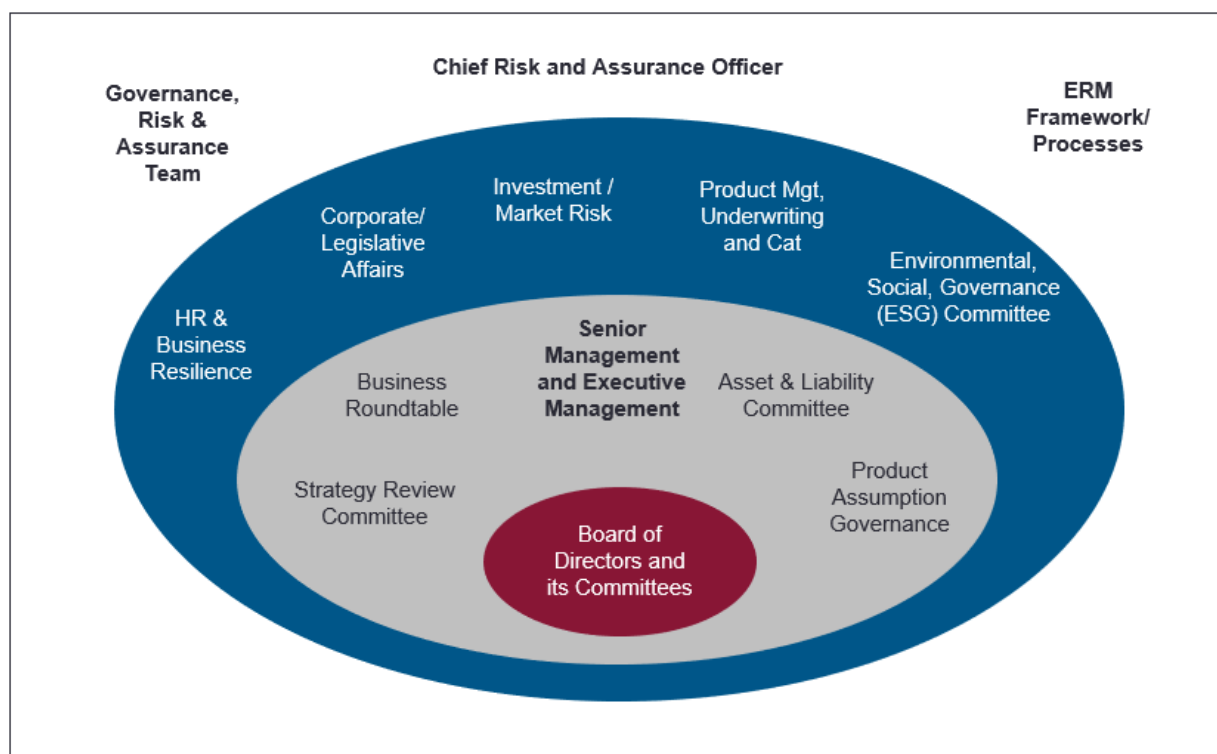 Chief Risk and Assurance Officer
Governance,
Risk &
Assurance
Team
ERM
Framework/
Processes
Investment /
Market Risk
Product Mgt,
Underwriting
and Cat
Corporate/
Legislative
Affairs
Environmental,
Social, Governance
(ESG) Committee
HR &
Business
Resilience
Senior
Management
and Executive
Management
Business
Roundtable
Asset & Liability
Committee
Strategy Review
Committee
Product
Assumption
Governance
Board of
Directors and
its Committees